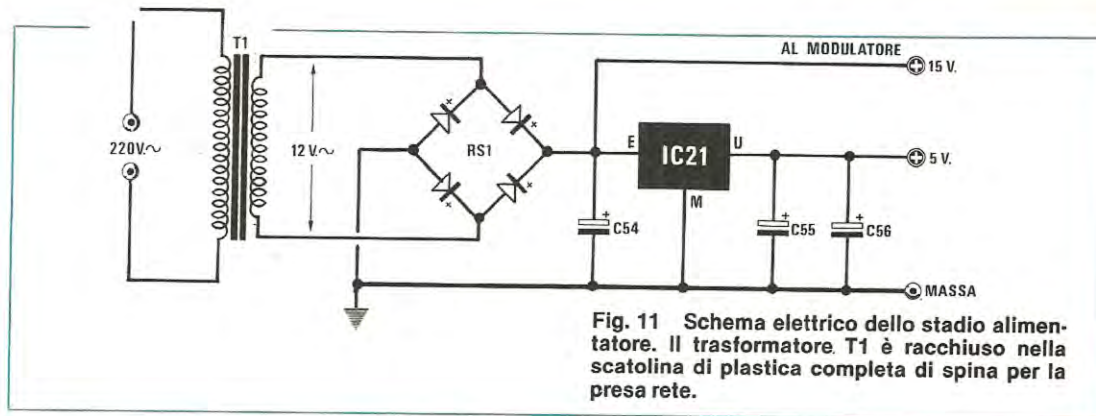 T1
AL MODULATORE
15 V.
220V.~
12 V.~
RS1
E
IC21
U
5 V.
M
C54
C55
C56
MASSA
Fig. 11 Schema elettrico dello stadio alimen-
tatore. Il trasformatore T1 è racchiuso nella
scatolina di plastica completa di spina per la
presa rete.